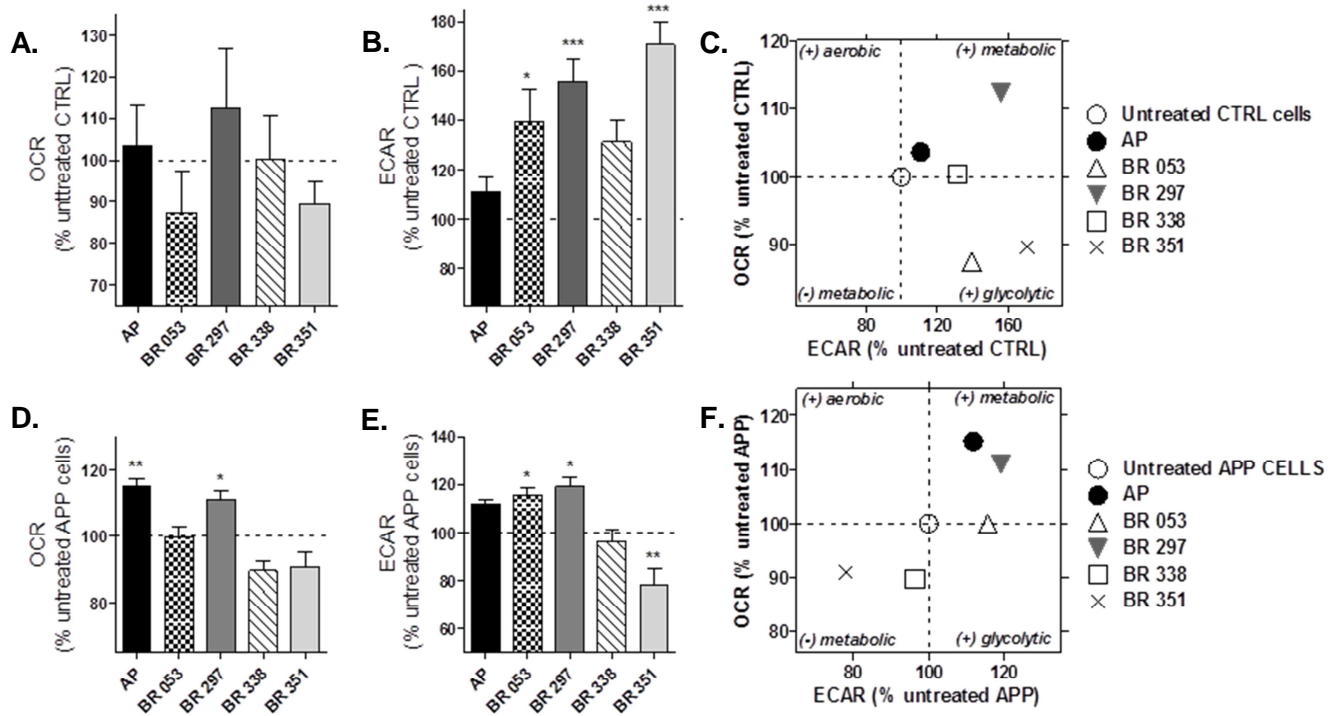 A.
OCR
(% untreated CTRL)
130
120
110
100
90
80
70
AP
BR 053
BR 297
BR 338
BR 351
B.
ECAR
(% untreated CTRL )
180
160
140
120
100
80
*
***
***
AP
BR 053
BR 297
BR 338
BR 351
C.
OCR (% untreated CTRL)
120
110
100
90
(+) aerobic
(+) metabolic
(-) metabolic
(+) glycolytic
80
120
160
ECAR (% untreated CTRL)
Untreated CTRL cells
AP
BR 053
BR 297
BR 338
BR 351
D.
OCR
(% untreated APP cells)
120
100
80
**
*
AP
BR 053
BR 297
BR 338
BR 351
E.
ECAR
(% untreated APP cells)
140
120
100
80
60
*
*
**
AP
BR 053
BR 297
BR 338
BR 351
F.
OCR (% untreated APP)
120
110
100
90
80
(+) aerobic
(+) metabolic
(-) metabolic
(+) glycolytic
80
100
120
ECAR (% untreated APP)
Untreated APP CELLS
AP
BR 053
BR 297
BR 338
BR 351